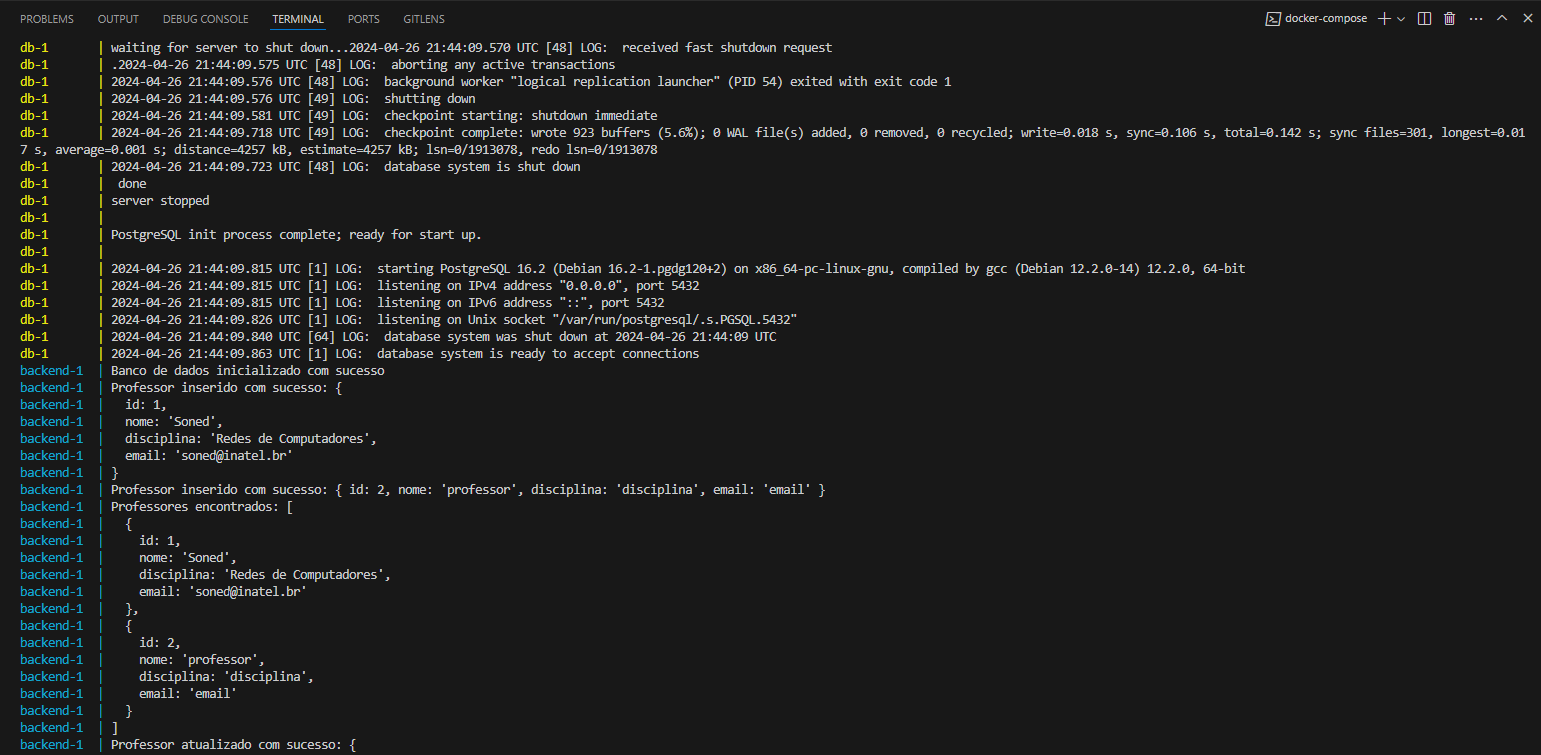 PROBLEMS OUTPUT DEBUG CONSOLE TERMINAL PORTS GITLENS docker-compose
db-1 | waiting for server to shut down...2024-04-26 21:44:09.570 UTC [48] LOG:  received fast shutdown request
db-1 | .2024-04-26 21:44:09.575 UTC [48] LOG:  aborting any active transactions
db-1 | 2024-04-26 21:44:09.576 UTC [48] LOG:  background worker "logical replication launcher" (PID 54) exited with exit code 1
db-1 | 2024-04-26 21:44:09.576 UTC [49] LOG:  shutting down
db-1 | 2024-04-26 21:44:09.581 UTC [49] LOG:  checkpoint starting: shutdown immediate
db-1 | 2024-04-26 21:44:09.718 UTC [49] LOG:  checkpoint complete: wrote 923 buffers (5.6%); 0 WAL file(s) added, 0 removed, 0 recycled; write=0.018 s, sync=0.106 s, total=0.142 s; sync files=301, longest=0.01
7 s, average=0.001 s; distance=4257 kB, estimate=4257 kB; lsn=0/1913078, redo lsn=0/1913078
db-1 | 2024-04-26 21:44:09.723 UTC [48] LOG:  database system is shut down
db-1 |  done
db-1 | server stopped
db-1 |
db-1 | PostgreSQL init process complete; ready for start up.
db-1 |
db-1 | 2024-04-26 21:44:09.815 UTC [1] LOG:  starting PostgreSQL 16.2 (Debian 16.2-1.pgdg120+2) on x86_64-pc-linux-gnu, compiled by gcc (Debian 12.2.0-14) 12.2.0, 64-bit
db-1 | 2024-04-26 21:44:09.815 UTC [1] LOG:  listening on IPv4 address "0.0.0.0", port 5432
db-1 | 2024-04-26 21:44:09.815 UTC [1] LOG:  listening on IPv6 address "::", port 5432
db-1 | 2024-04-26 21:44:09.826 UTC [1] LOG:  listening on Unix socket "/var/run/postgresql/.s.PGSQL.5432"
db-1 | 2024-04-26 21:44:09.840 UTC [64] LOG:  database system was shut down at 2024-04-26 21:44:09 UTC
db-1 | 2024-04-26 21:44:09.863 UTC [1] LOG:  database system is ready to accept connections
backend-1 | Banco de dados inicializado com sucesso
backend-1 | Professor inserido com sucesso: {
backend-1 |   id: 1,
backend-1 |   nome: 'Soned',
backend-1 |   disciplina: 'Redes de Computadores',
backend-1 |   email: 'soned@inatel.br'
backend-1 | }
backend-1 | Professor inserido com sucesso: { id: 2, nome: 'professor', disciplina: 'disciplina', email: 'email' }
backend-1 | Professores encontrados: [
backend-1 |   {
backend-1 |     id: 1,
backend-1 |     nome: 'Soned',
backend-1 |     disciplina: 'Redes de Computadores',
backend-1 |     email: 'soned@inatel.br'
backend-1 |   },
backend-1 |   {
backend-1 |     id: 2,
backend-1 |     nome: 'professor',
backend-1 |     disciplina: 'disciplina',
backend-1 |     email: 'email'
backend-1 |   }
backend-1 | ]
backend-1 | Professor atualizado com sucesso: {